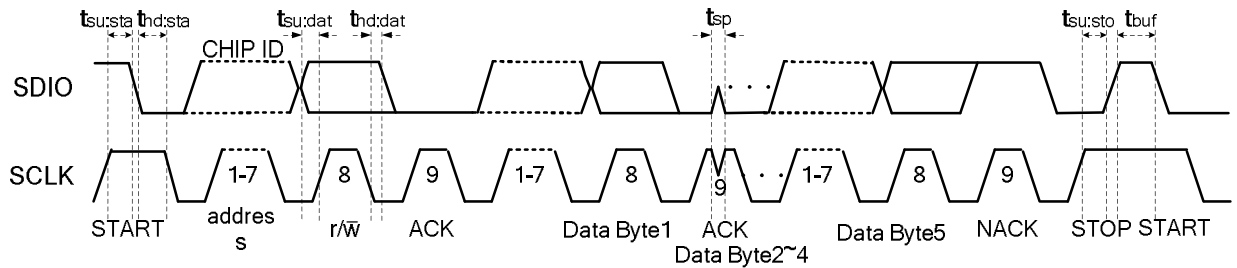 tsu:sta thd:sta tsu:dat thd:dat tsp tsu:sto tbuf
CHIP ID
SDIO
SCLK 1-7 8 9 1-7 8 9 1-7 8 9
START addres r/w̅ ACK Data Byte1 ACK Data Byte5 NACK STOP START
s Data Byte2~4